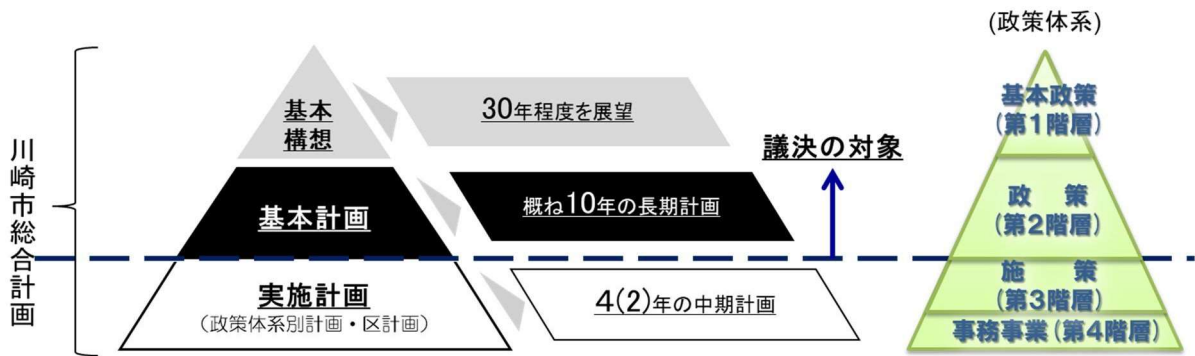 川崎市総合計画
基本
構想
30年程度を展望
基本計画
概ね10年の長期計画
実施計画
(政策体系別計画・区計画)
4(2)年の中期計画
議決の対象
(政策体系)
基本政策
(第1階層)
政　策
(第2階層)
施　策
(第3階層)
事務事業(第4階層)